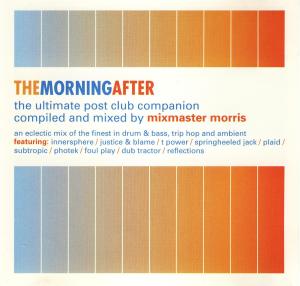 THEMORNINGAFTER
the ultimate post club companion
compiled and mixed by mixmaster morris
an eclectic mix of the finest in drum & bass, trip hop and ambient
featuring: innersphere / justice & blame / t power / springheeled jack / plaid /
subtropic / photek / foul play / dub tractor / reflections